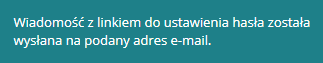 Wiadomość z linkiem do ustawienia hasła została
wysłana na podany adres e-mail.